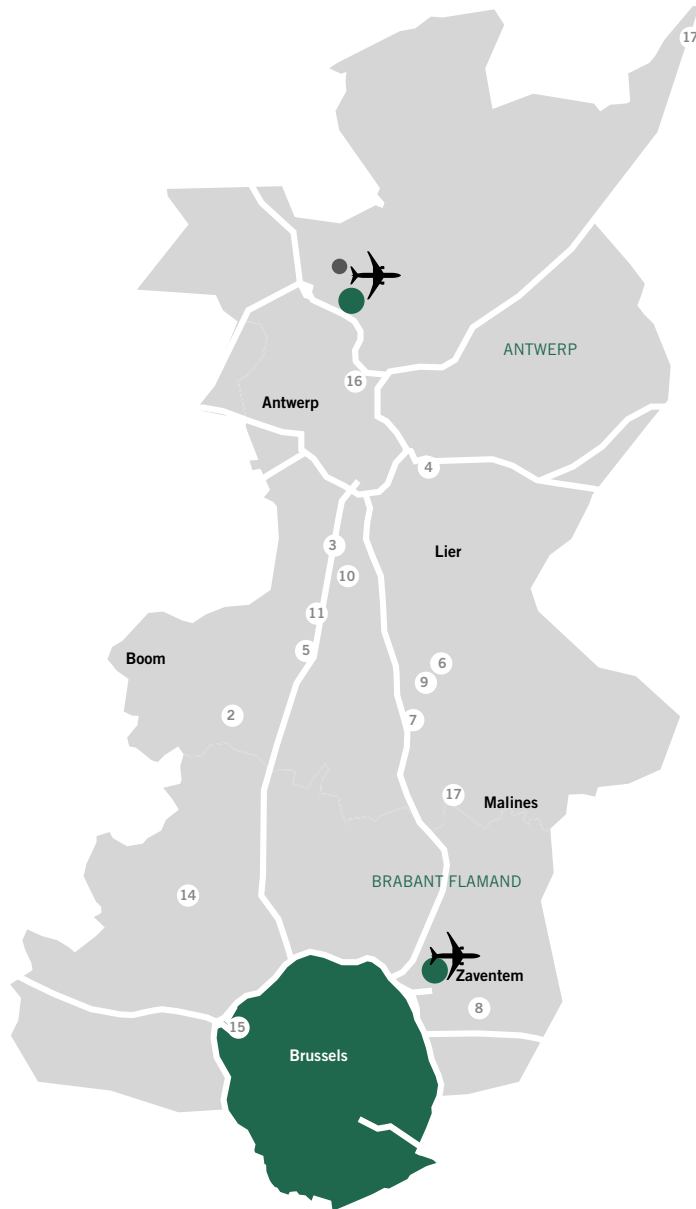 17
ANTWERP
16
Antwerp
4
3
Lier
10
11
5
Boom
6
9
2
7
17
Malines
BRABANT FLAMAND
14
Zaventem
8
15
Brussels